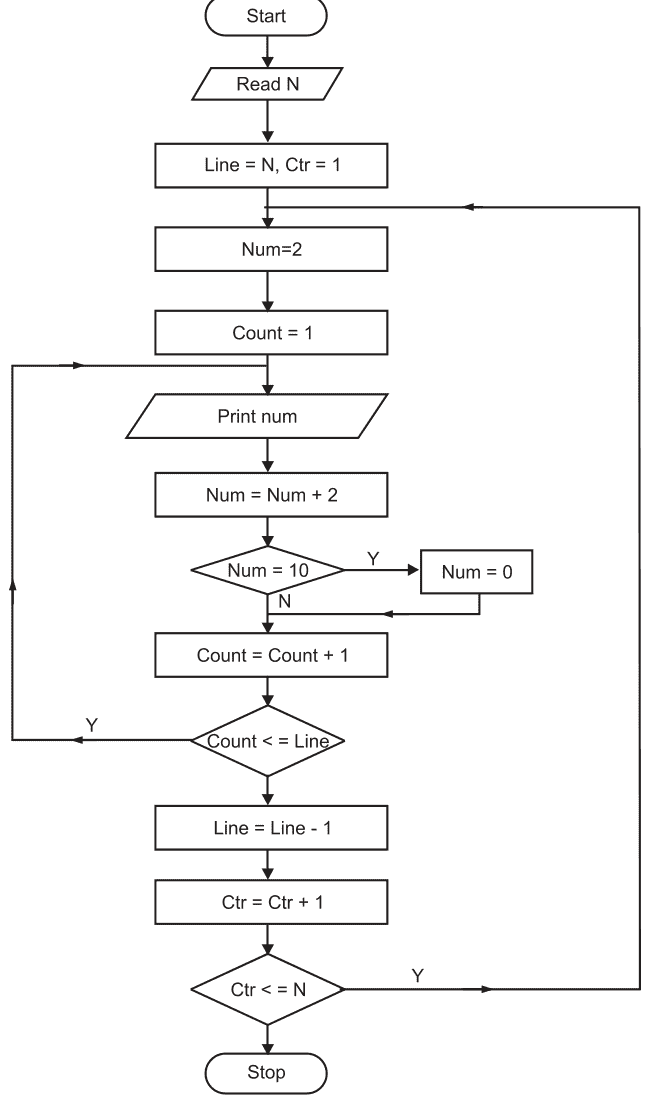 Start
Read N
Line = N, Ctr = 1
Num=2
Count = 1
Print num
Num = Num + 2
Num = 10
Y
Num = 0
N
Count = Count + 1
Y
Count < = Line
Line = Line - 1
Ctr = Ctr + 1
Ctr < = N
Y
Stop